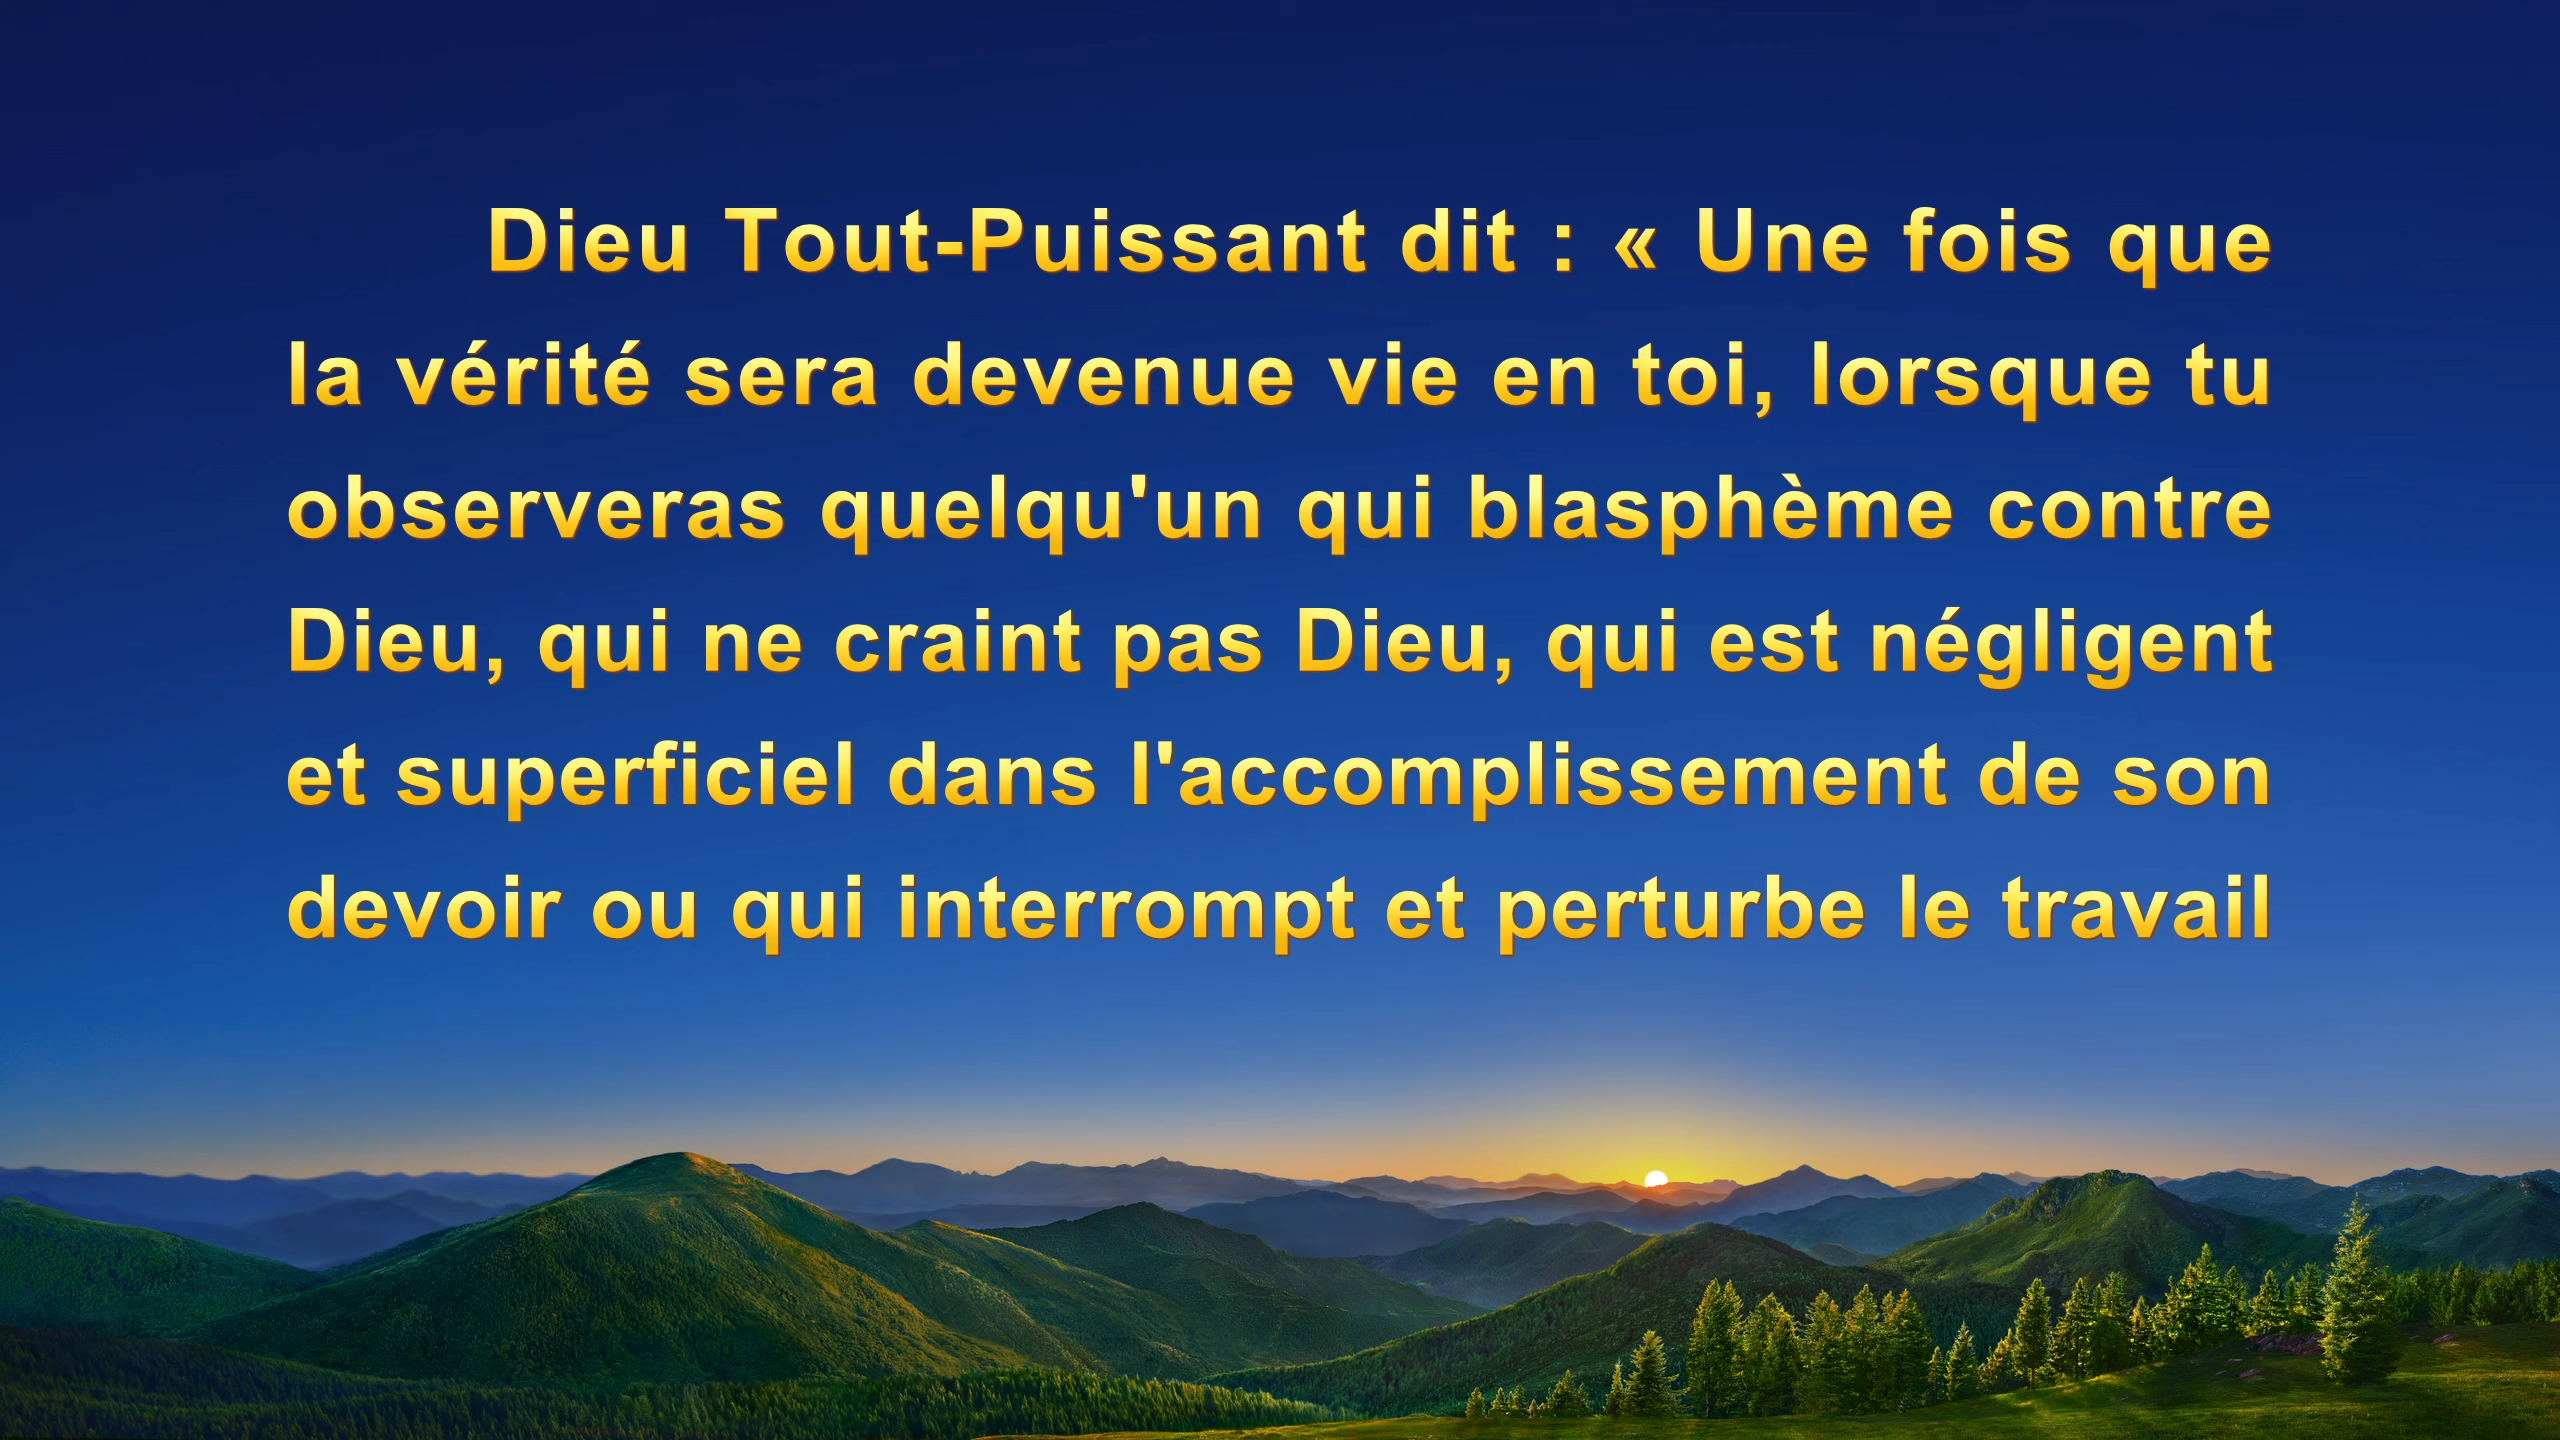 Dieu Tout-Puissant dit : « Une fois que
la vérité sera devenue vie en toi, lorsque tu
observeras quelqu'un qui blasphème contre
Dieu, qui ne craint pas Dieu, qui est négligent
et superficiel dans l'accomplissement de son
devoir ou qui interrompt et perturbe le travail